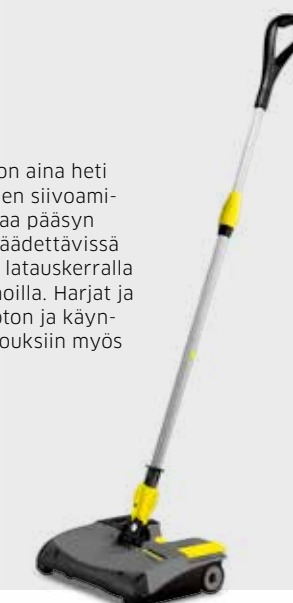 on aina heti
en siivoami-
aa pääsyn
äädettävissä
latauskerralla
noilla. Harjat ja
oton ja käyn-
ouksiin myös